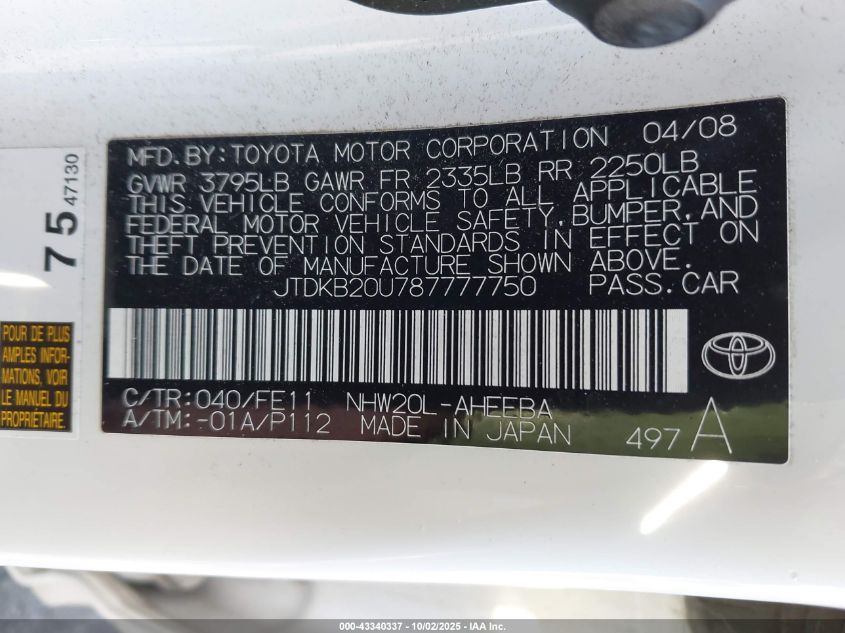 MFD. BY: TOYOTA MOTOR CORPORATION 04/08
GVWR 3795LB GAWR FR 2335LB RR 2250LB
THIS VEHICLE CONFORMS TO ALL APPLICABLE
FEDERAL MOTOR VEHICLE SAFETY, BUMPER, AND
THEFT PREVENTION STANDARDS IN EFFECT ON
THE DATE OF MANUFACTURE SHOWN ABOVE.
JTDKB20U787777750 PASS. CAR
C/TR: 040/FE11 NHW20L-AHEEBA
A/TM: -01A/P112 MADE IN JAPAN 497 A
7 5 47130
POUR DE PLUS
AMPLES INFOR-
MATIONS, VOIR
LE MANUEL DU
PROPRIÉTAIRE
000-43340337 - 10/02/2025 - IAA Inc.